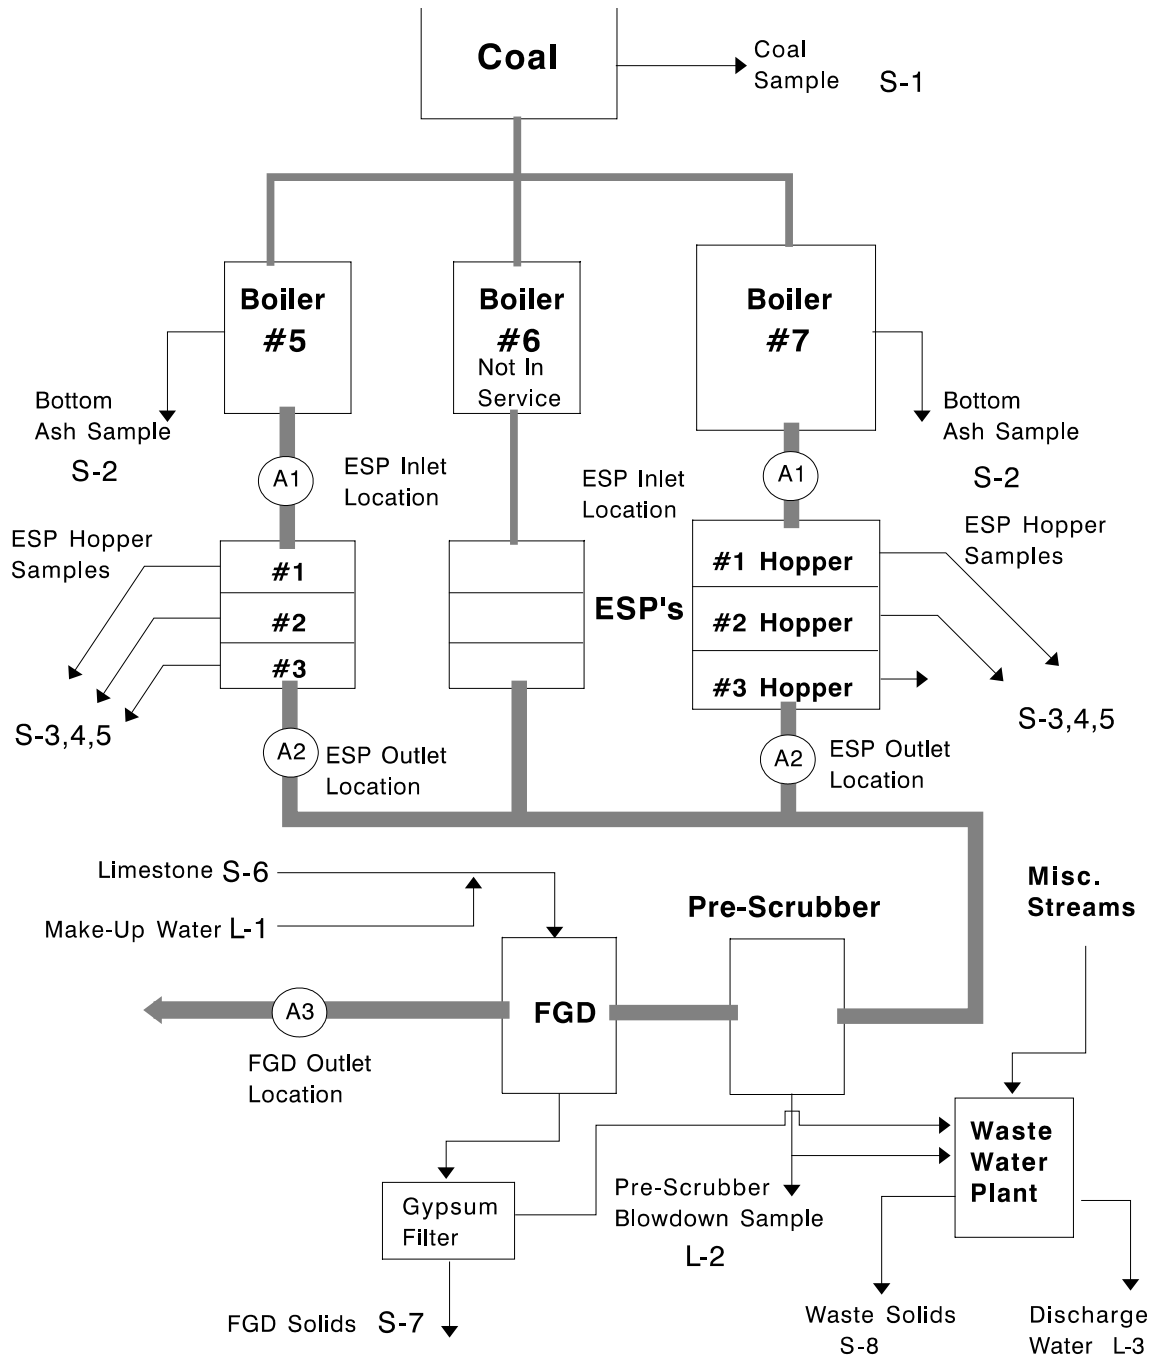 Coal
Coal
Sample S-1
Boiler
#5
Boiler
#6
Not In
Service
Boiler
#7
Bottom
Ash Sample
S-2
Bottom
Ash Sample
S-2
A1
ESP Inlet
Location
ESP Inlet
Location
A1
ESP Hopper
Samples
ESP Hopper
Samples
#1
#2
#3
ESP's
#1 Hopper
#2 Hopper
#3 Hopper
S-3,4,5
S-3,4,5
A2
ESP Outlet
Location
A2
ESP Outlet
Location
Limestone S-6
Make-Up Water L-1
Pre-Scrubber
Misc.
Streams
A3
FGD
FGD Outlet
Location
Waste
Water
Plant
Gypsum
Filter
Pre-Scrubber
Blowdown Sample
L-2
FGD Solids S-7
Waste Solids
S-8
Discharge
Water L-3